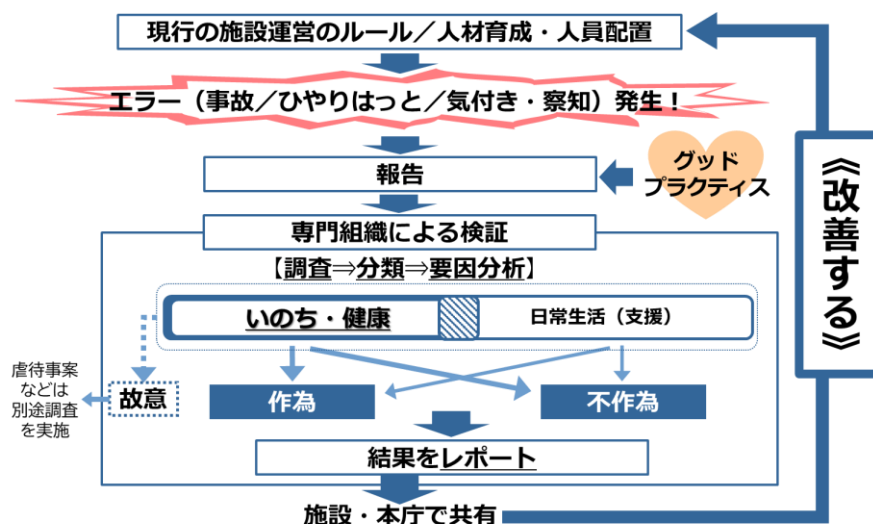 現行の施設運営のルール／人材育成・人員配置
エラー（事故／ひやりはっと／気付き・察知）発生！
グッド
プラクティス
報告
専門組織による検証
【調査⇒分類⇒要因分析】
いのち・健康
日常生活（支援）
虐待事案
などは
別途調査
を実施
故意
作為
不作為
結果をレポート
施設・本庁で共有
《改善する》